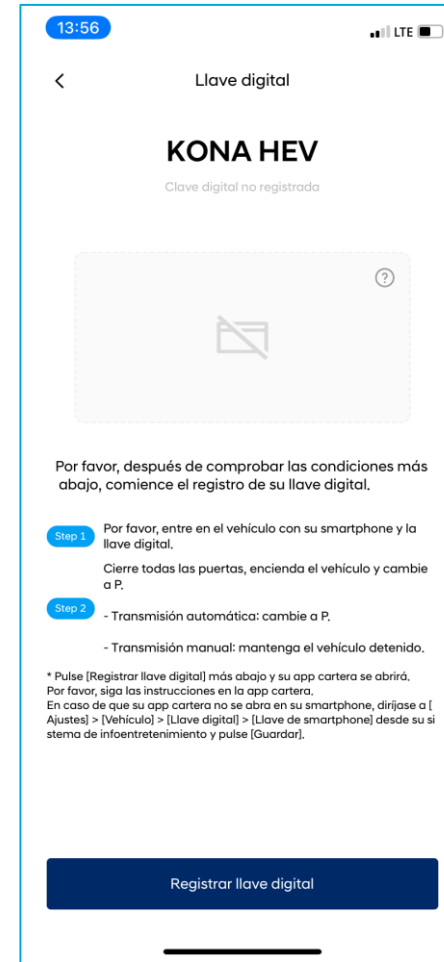 13:56
LTE
Llave digital
KONA HEV
Clave digital no registrada
?
Por favor, después de comprobar las condiciones más
abajo, comience el registro de su llave digital.
Step 1
Por favor, entre en el vehículo con su smartphone y la
llave digital.
Cierre todas las puertas, encienda el vehículo y cambie
a P.
Step 2
- Transmisión automática: cambie a P.
- Transmisión manual: mantenga el vehículo detenido.
* Pulse [Registrar llave digital] más abajo y su app cartera se abrirá.
Por favor, siga las instrucciones en la app cartera.
En caso de que su app cartera no se abra en su smartphone, diríjase a [
Ajustes] > [Vehículo] > [Llave digital] > [Llave de smartphone] desde su si
stema de infoentretenimiento y pulse [Guardar].
Registrar llave digital